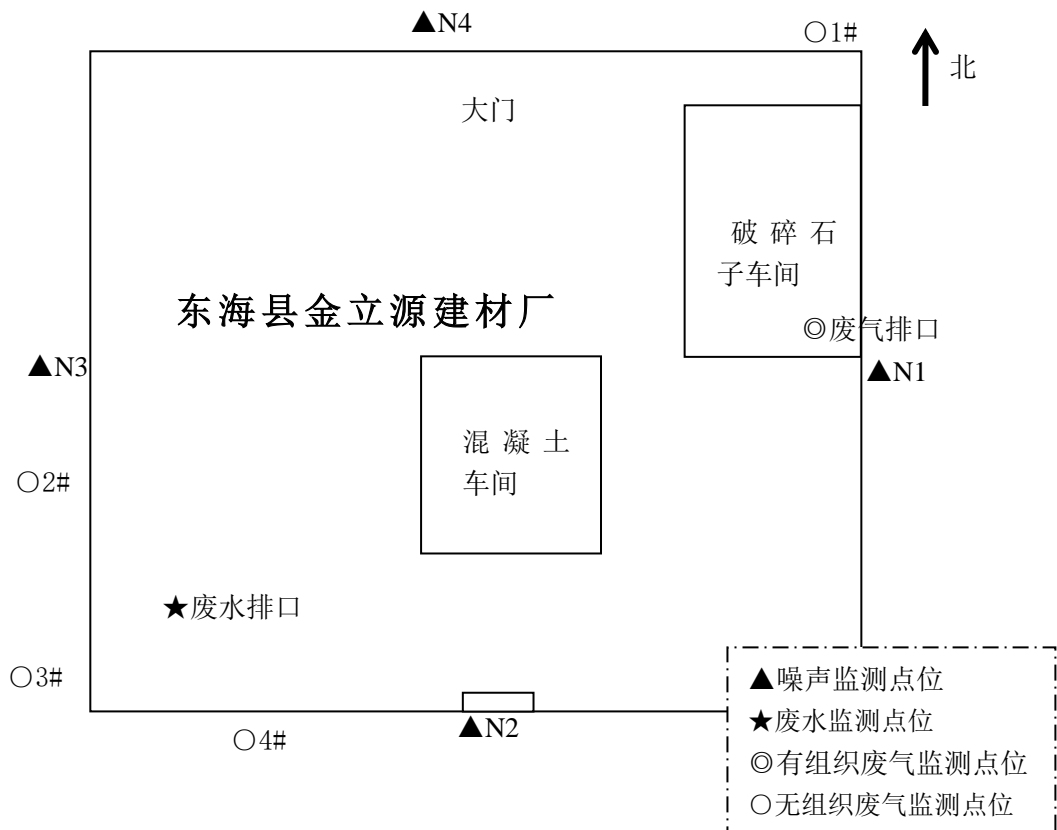 ▲N4
○1#
北
大门
破碎石
子车间
东海县金立源建材厂
◎废气排口
▲N3
▲N1
混凝土
车间
○2#
★废水排口
○3#
▲N2
○4#
▲噪声监测点位
★废水监测点位
◎有组织废气监测点位
○无组织废气监测点位